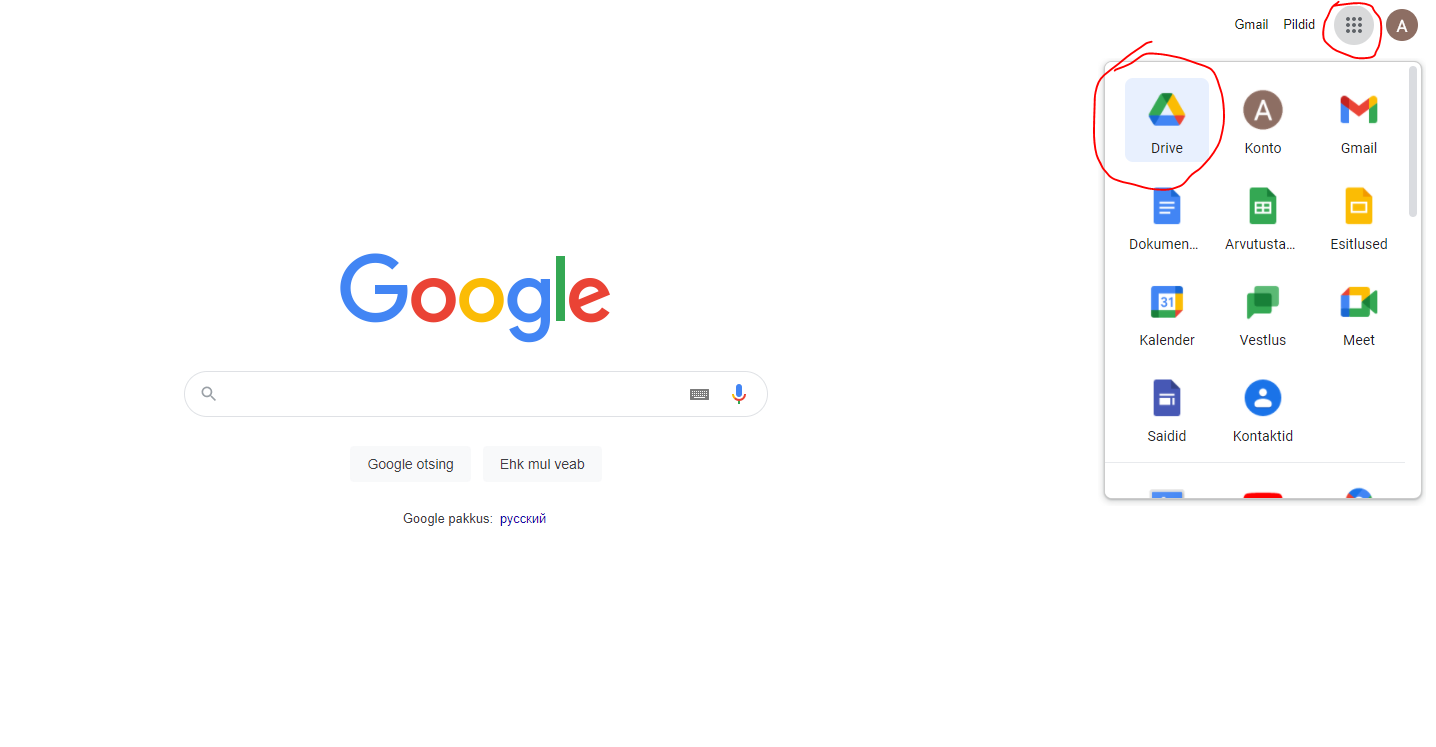 Gmail Pildid A
Drive A Konto Gmail
Dokumen... Arvutusta... Esitlused
Google
31
Kalender Vestlus Meet
Saidid Kontaktid
Google otsing Ehk mul veab
Google pakkus: русский